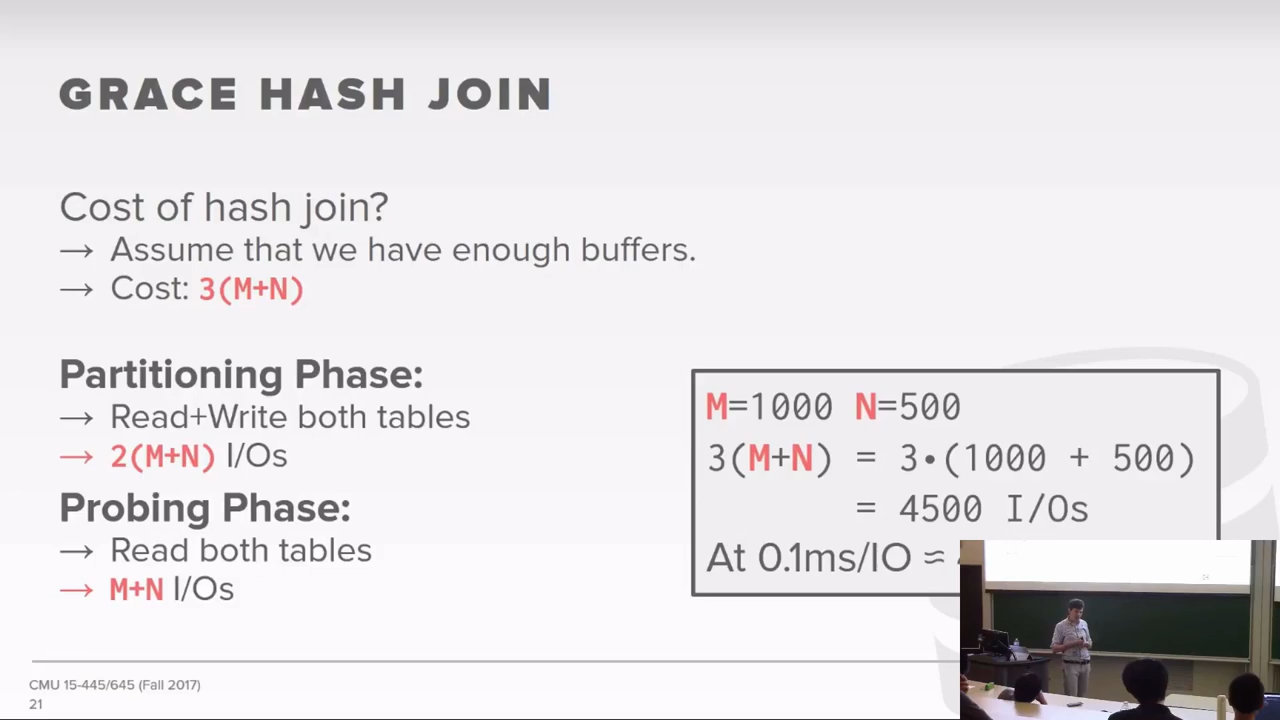 GRACE HASH JOIN
Cost of hash join?
→ Assume that we have enough buffers.
→ Cost: 3(M+N)
Partitioning Phase:
→ Read+Write both tables
→ 2(M+N) I/Os
Probing Phase:
→ Read both tables
→ M+N I/Os
M=1000 N=500
3(M+N) = 3•(1000 + 500)
= 4500 I/Os
At 0.1ms/IO ≈
CMU 15-445/645 (Fall 2017)
21